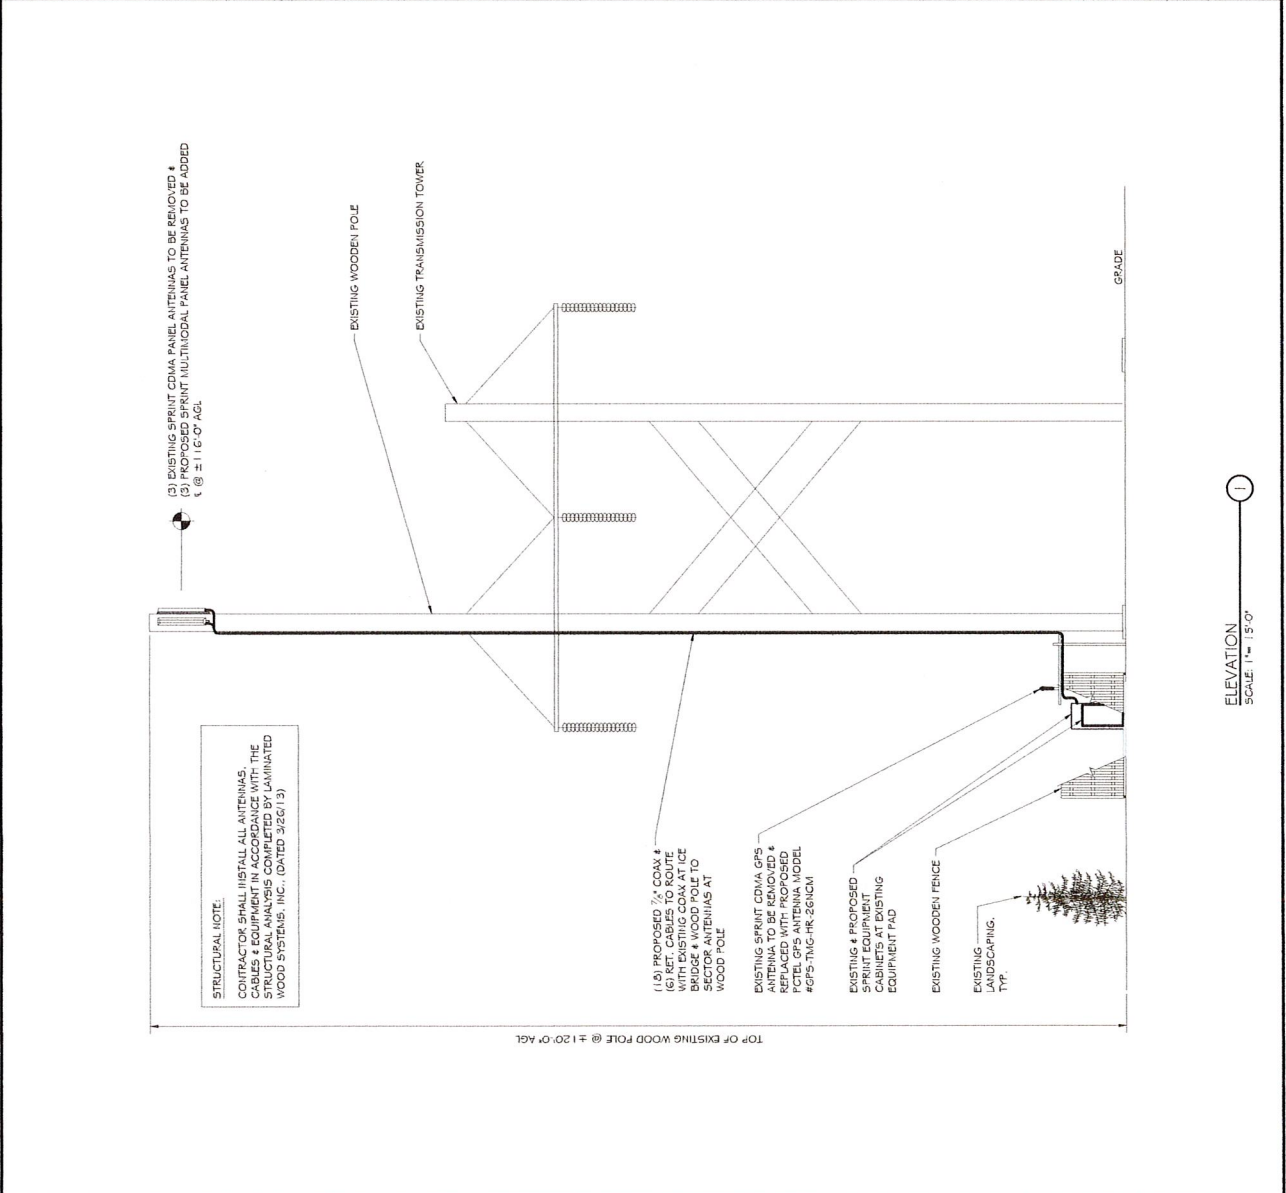 (3) EXISTING SPRINT CDMA PANEL ANTENNAS TO BE REMOVED &
(3) PROPOSED SPRINT MULTIMODAL PANEL ANTENNAS TO BE ADDED
℄ @ ±116'-0" AGL
EXISTING WOODEN POLE
EXISTING TRANSMISSION TOWER
STRUCTURAL NOTE:
CONTRACTOR SHALL INSTALL ALL ANTENNAS,
CABLES & EQUIPMENT IN ACCORDANCE WITH THE
STRUCTURAL ANALYSIS COMPLETED BY LAMINATED
WOOD SYSTEMS, INC., (DATED 3/26/13)
(18) PROPOSED 7/8" COAX &
(6) RET. CABLES TO ROUTE
WITH EXISTING COAX AT ICE
BRIDGE & WOOD POLE TO
SECTOR ANTENNAS AT
WOOD POLE
EXISTING SPRINT CDMA GPS
ANTENNA TO BE REMOVED &
REPLACED WITH PROPOSED
PCTEL GPS ANTENNA MODEL
#GPS-TMG-HR-26NCM
EXISTING & PROPOSED
SPRINT EQUIPMENT
CABINETS AT EXISTING
EQUIPMENT PAD
EXISTING WOODEN FENCE
EXISTING
LANDSCAPING,
TYP.
TOP OF EXISTING WOOD POLE @ ±120'-0" AGL
GRADE
ELEVATION
SCALE: 1"= 15'-0"
1